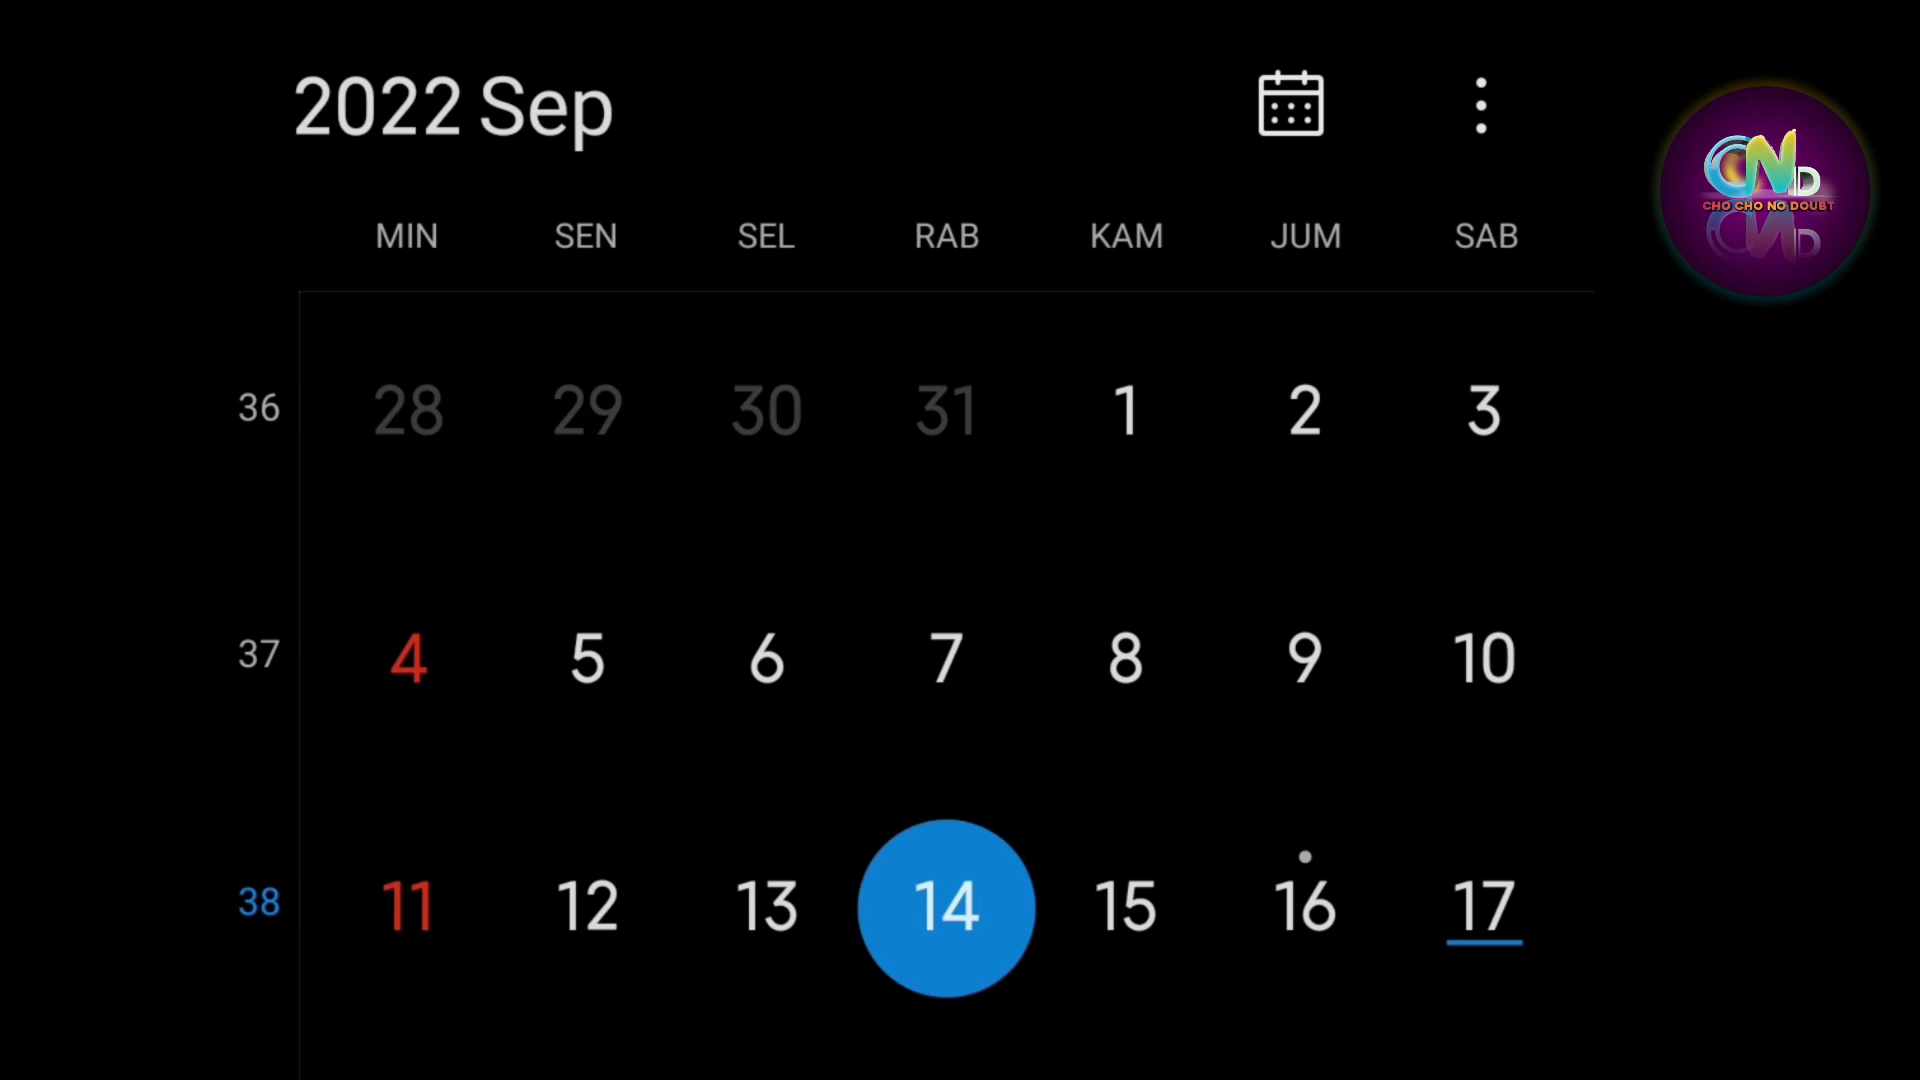 2022 Sep
MIN SEN SEL RAB KAM JUM SAB
36 28 29 30 31 1 2 3
37 4 5 6 7 8 9 10
38 11 12 13 14 15 16 17
CND
CHO CHO NO DOUBT